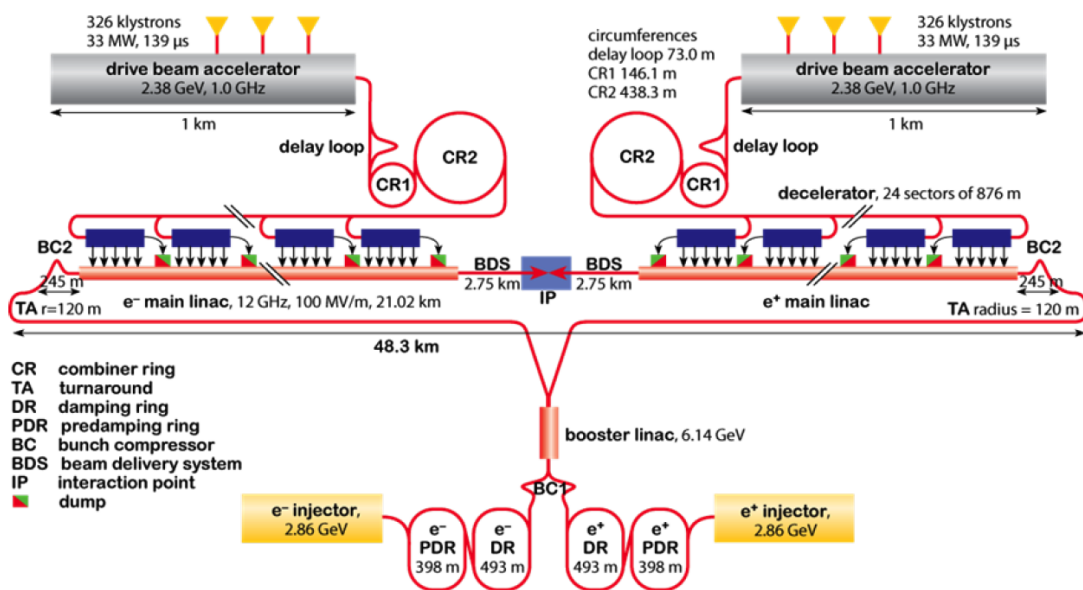 326 klystrons
33 MW, 139 µs
drive beam accelerator
2.38 GeV, 1.0 GHz
1 km
delay loop
CR1
CR2
circumferences
delay loop 73.0 m
CR1 146.1 m
CR2 438.3 m
326 klystrons
33 MW, 139 µs
drive beam accelerator
2.38 GeV, 1.0 GHz
1 km
delay loop
CR2
CR1
decelerator, 24 sectors of 876 m
BC2
245 m
TA r=120 m
e− main linac, 12 GHz, 100 MV/m, 21.02 km
BDS
2.75 km
IP
BDS
2.75 km
e+ main linac
BC2
245 m
TA radius = 120 m
48.3 km
CR combiner ring
TA turnaround
DR damping ring
PDR predamping ring
BC bunch compressor
BDS beam delivery system
IP interaction point
dump
booster linac, 6.14 GeV
BC1
e− injector,
2.86 GeV
e−
PDR
398 m
e−
DR
493 m
e+
DR
493 m
e+
PDR
398 m
e+ injector,
2.86 GeV